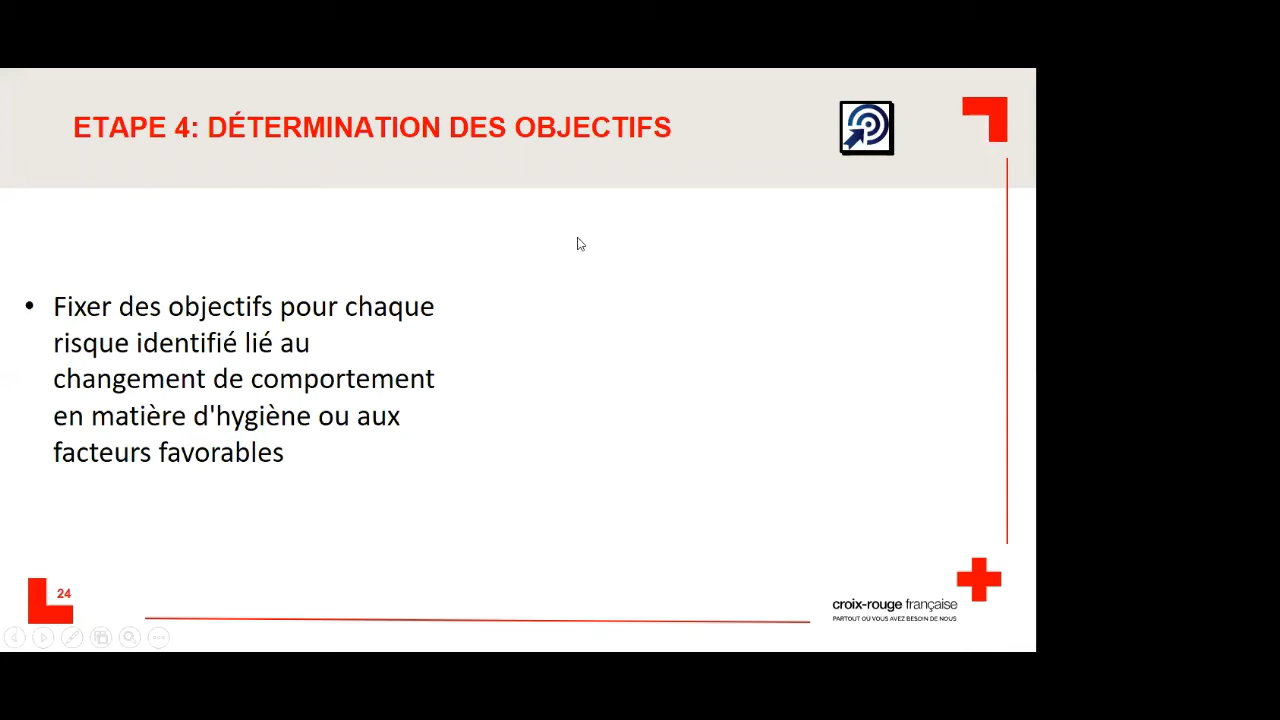 ETAPE 4: DÉTERMINATION DES OBJECTIFS
• Fixer des objectifs pour chaque
risque identifié lié au
changement de comportement
en matière d'hygiène ou aux
facteurs favorables
24
croix-rouge française
PARTOUT OÙ VOUS AVEZ BESOIN DE NOUS